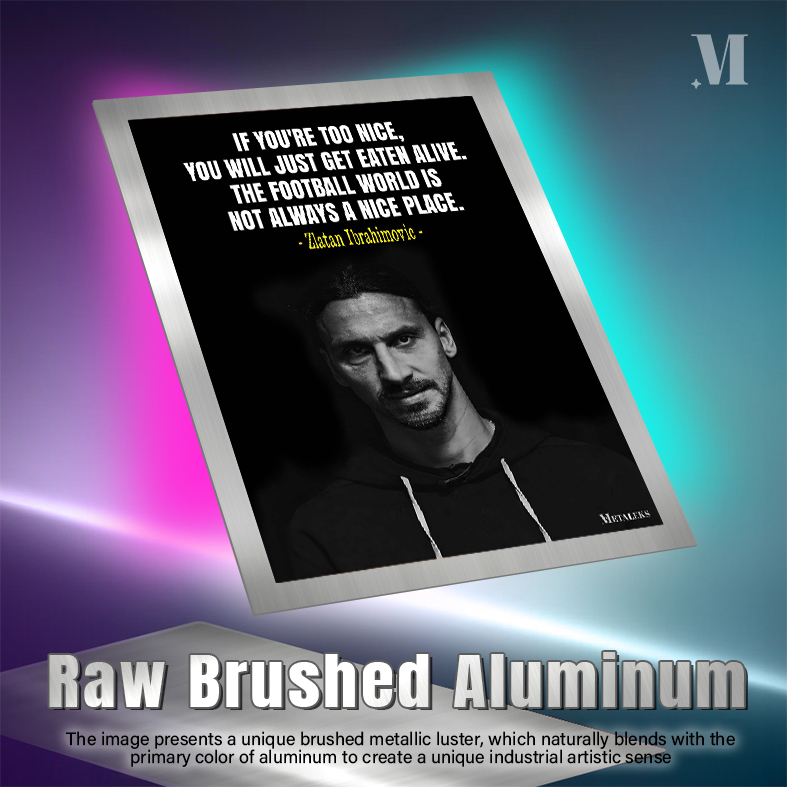 M
IF YOU'RE TOO NICE,
YOU WILL JUST GET EATEN ALIVE.
THE FOOTBALL WORLD IS
NOT ALWAYS A NICE PLACE.
- Zlatan Ibrahimovic -
METALEKS
Raw Brushed Aluminum
The image presents a unique brushed metallic luster, which naturally blends with the
primary color of aluminum to create a unique industrial artistic sense